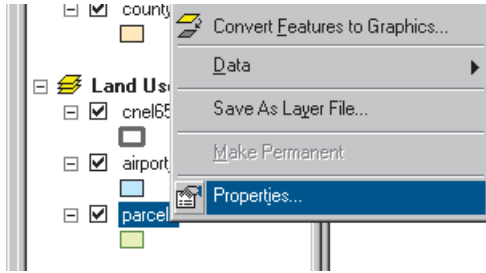 county
Convert Features to Graphics...
Data
Land Us
Save As Layer File...
cnel65
Make Permanent
airport
Properties...
parcel